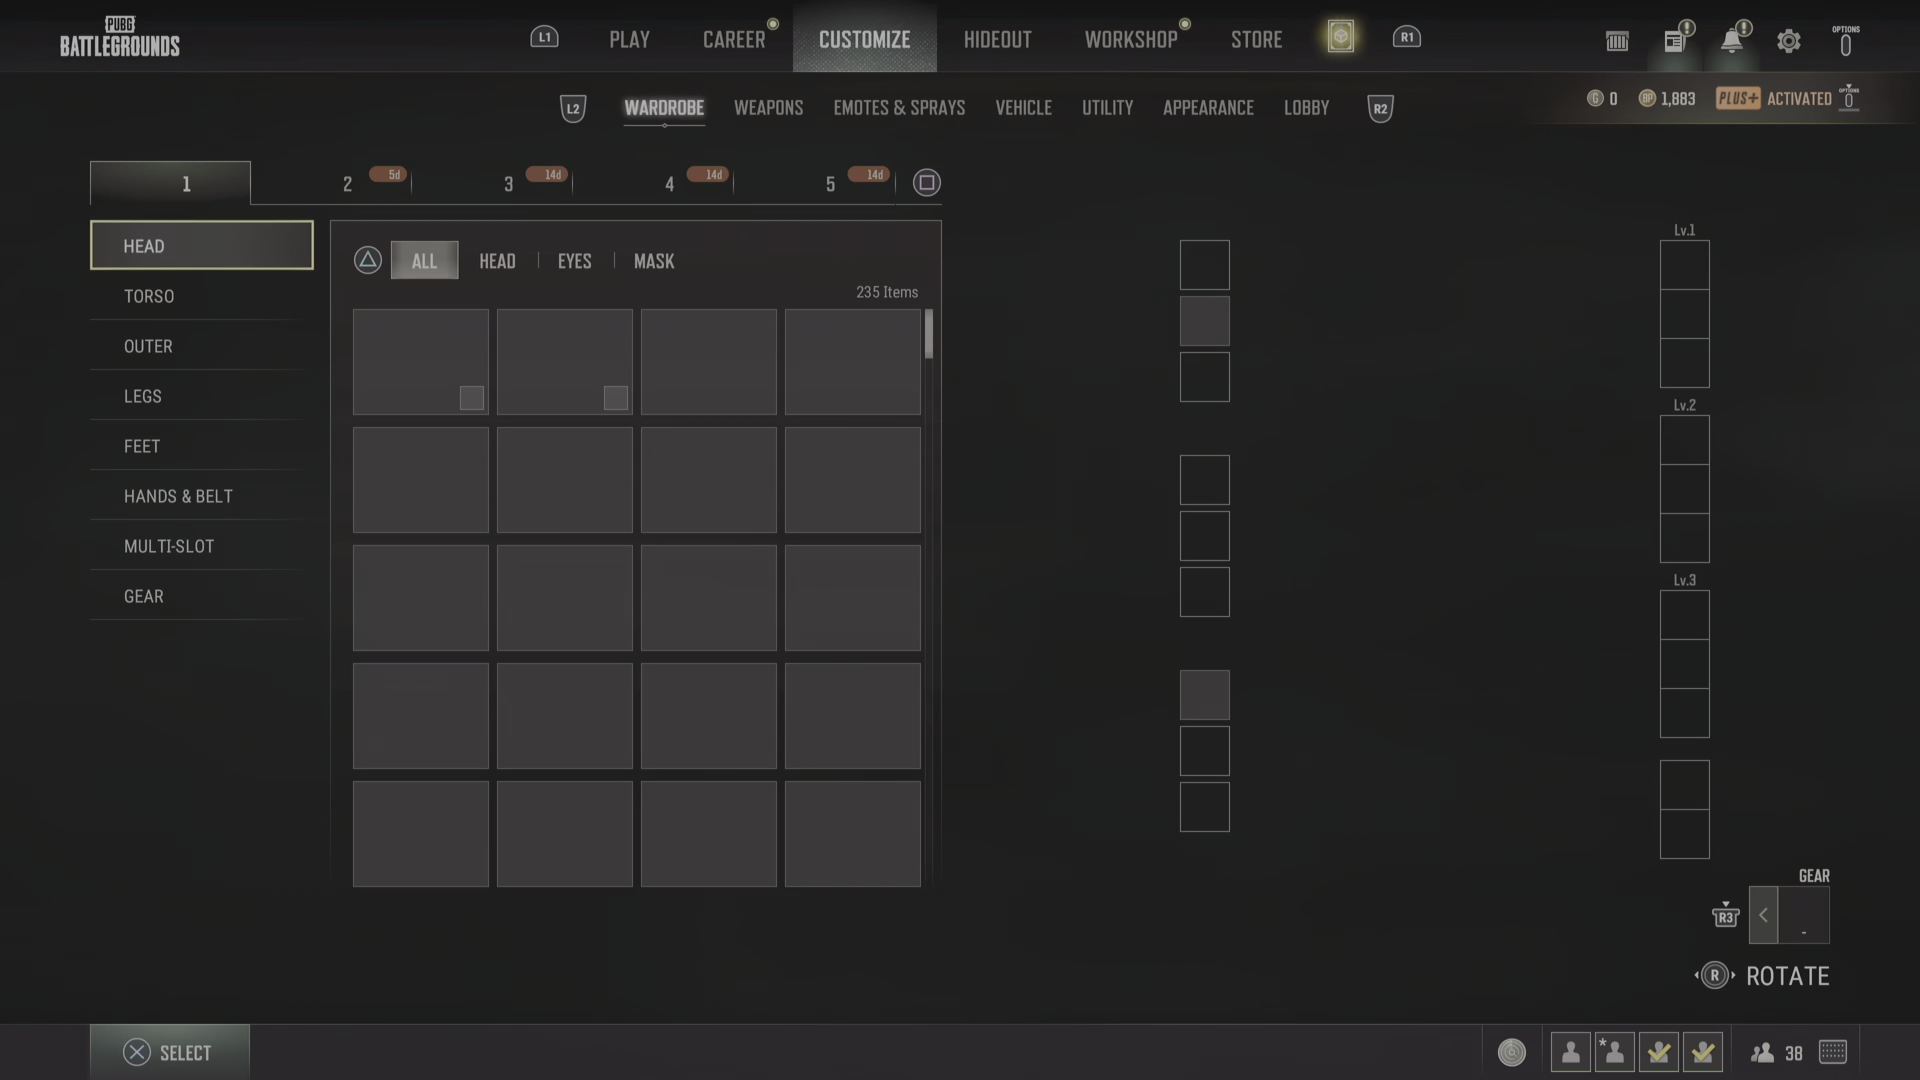 PUBG
BATTLEGROUNDS
L1
PLAY
CAREER
CUSTOMIZE
HIDEOUT
WORKSHOP
STORE
R1
OPTIONS
L2
WARDROBE
WEAPONS
EMOTES & SPRAYS
VEHICLE
UTILITY
APPEARANCE
LOBBY
R2
G 0
BP 1,883
PLUS+ ACTIVATED
OPTIONS
1
2 5d
3 14d
4 14d
5 14d
HEAD
TORSO
OUTER
LEGS
FEET
HANDS & BELT
MULTI-SLOT
GEAR
ALL
HEAD
EYES
MASK
235 Items
Lv.1
Lv.2
Lv.3
GEAR
R3
-
R ROTATE
SELECT
*
38